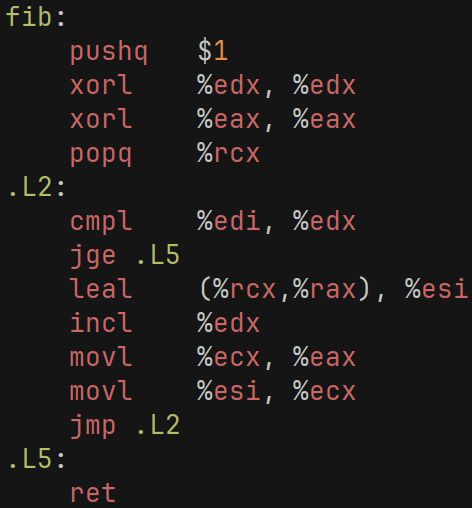 fib:
pushq $1
xorl %edx, %edx
xorl %eax, %eax
popq %rcx
.L2:
cmpl %edi, %edx
jge .L5
leal (%rcx,%rax), %esi
incl %edx
movl %ecx, %eax
movl %esi, %ecx
jmp .L2
.L5:
ret